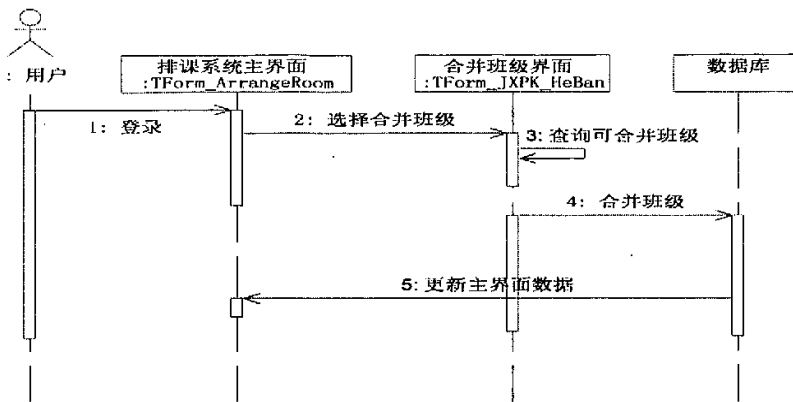 : 用户
排课系统主界面
:TForm_ArrangeRoom
合并班级界面
:TForm_JXPK_HeBan
数据库
1: 登录
2: 选择合并班级
3: 查询可合并班级
4: 合并班级
5: 更新主界面数据